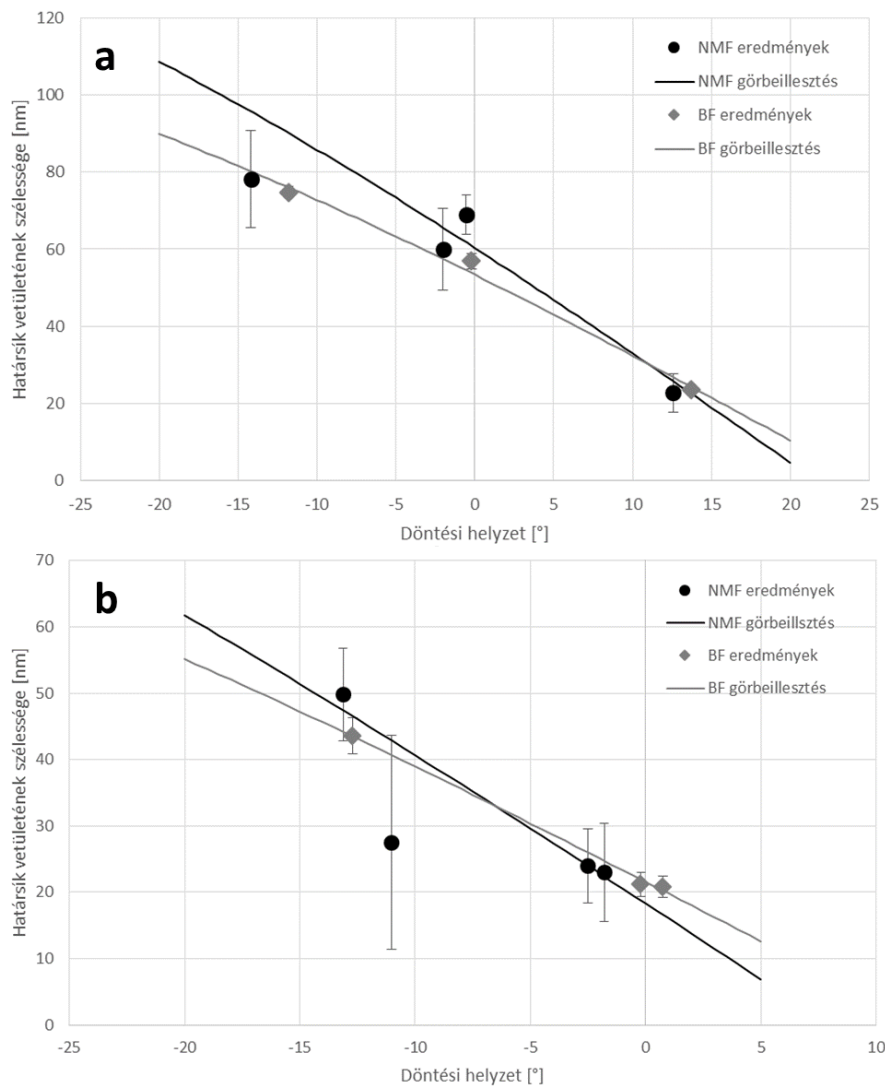 a
120
100
80
60
40
20
0
-25 -20 -15 -10 -5 0 5 10 15 20 25
Határsík vetületének szélessége [nm]
Döntési helyzet [°]
NMF eredmények
NMF görbeillesztés
BF eredmények
BF görbeillesztés
b
70
60
50
40
30
20
10
0
-25 -20 -15 -10 -5 0 5 10
Határsík vetületének szélessége [nm]
Döntési helyzet [°]
NMF eredmények
NMF görbeillsztés
BF eredmények
BF görbeillesztés